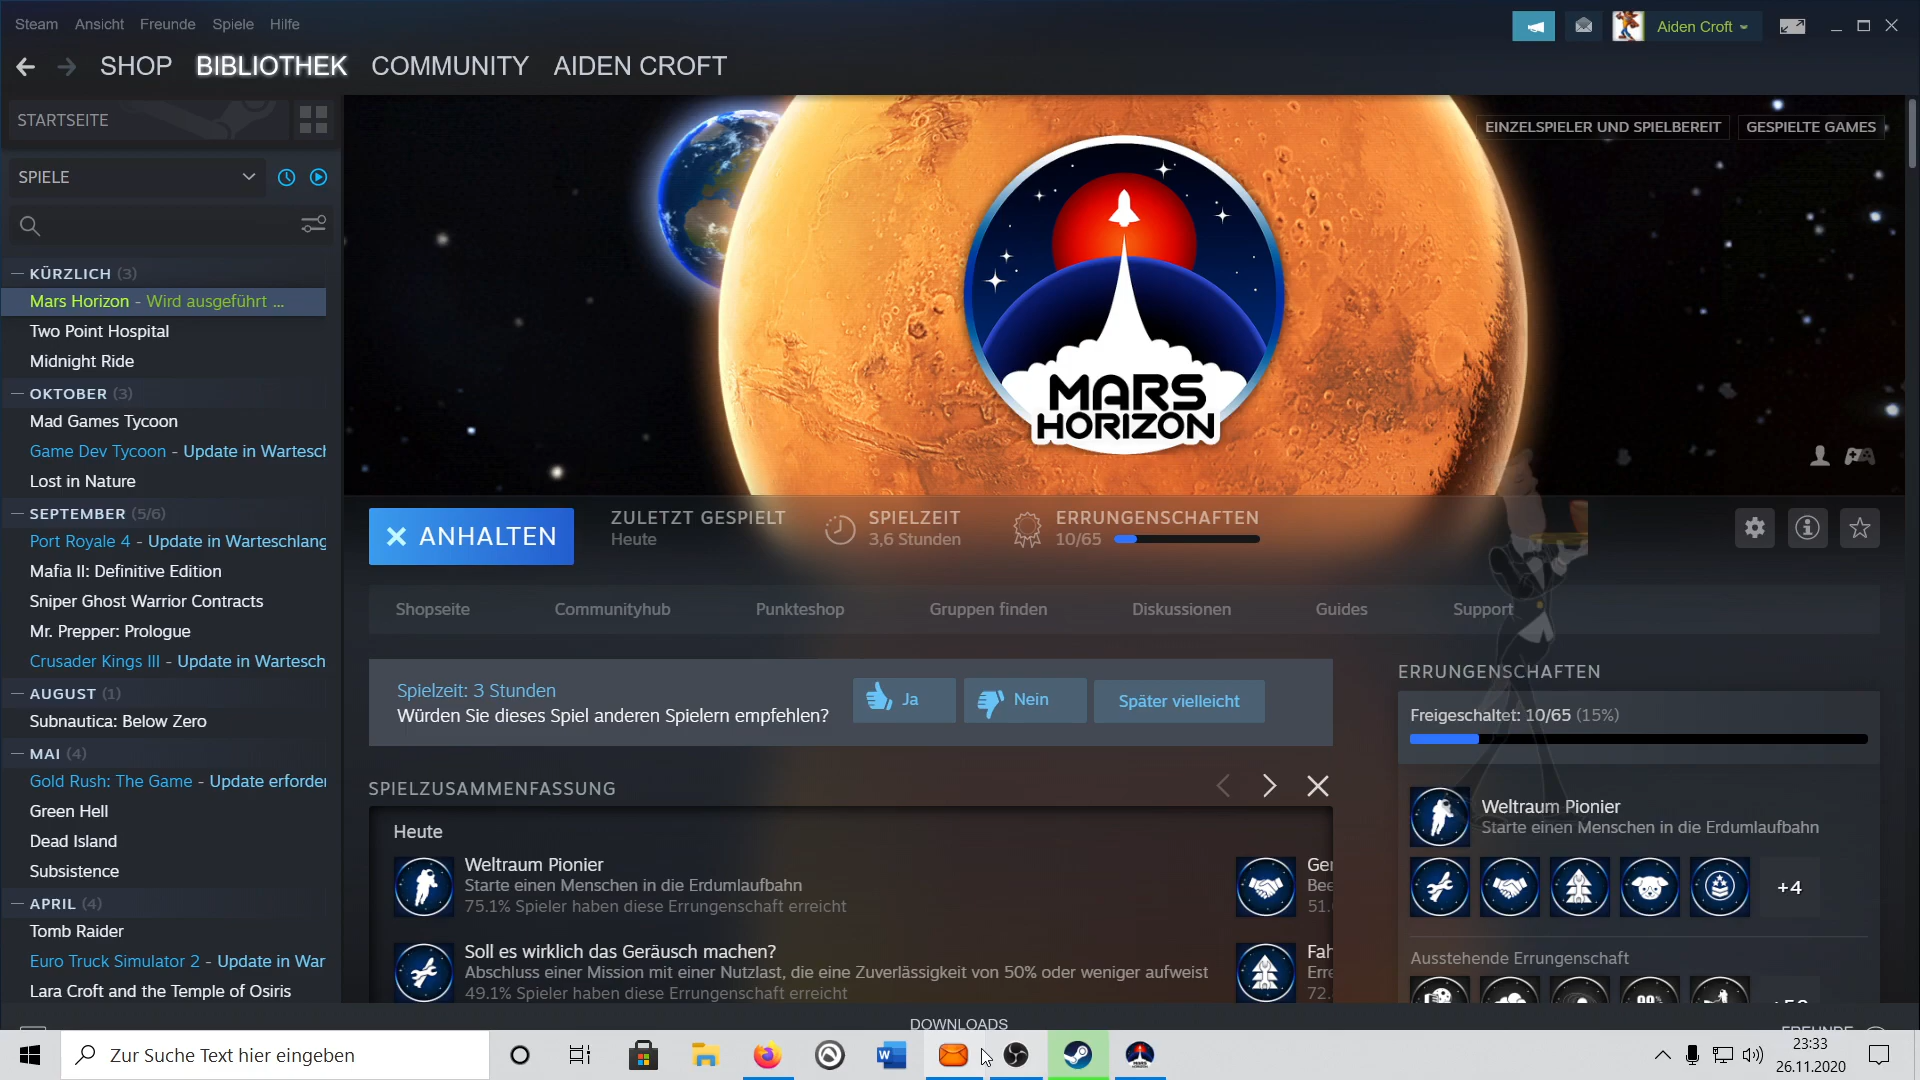 Steam Ansicht Freunde Spiele Hilfe
Aiden Croft
SHOP BIBLIOTHEK COMMUNITY AIDEN CROFT
STARTSEITE
EINZELSPIELER UND SPIELBEREIT GESPIELTE GAMES
SPIELE
KÜRZLICH (3)
Mars Horizon - Wird ausgeführt ...
Two Point Hospital
Midnight Ride
OKTOBER (3)
Mad Games Tycoon
Game Dev Tycoon - Update in Wartesch
Lost in Nature
SEPTEMBER (5/6)
Port Royale 4 - Update in Warteschlang
Mafia II: Definitive Edition
Sniper Ghost Warrior Contracts
Mr. Prepper: Prologue
Crusader Kings III - Update in Wartesch
AUGUST (1)
Subnautica: Below Zero
MAI (4)
Gold Rush: The Game - Update erforder
Green Hell
Dead Island
Subsistence
APRIL (4)
Tomb Raider
Euro Truck Simulator 2 - Update in War
Lara Croft and the Temple of Osiris
MARS
HORIZON
ANHALTEN
ZULETZT GESPIELT
Heute
SPIELZEIT
3,6 Stunden
ERRUNGENSCHAFTEN
10/65
Shopseite Communityhub Punkteshop Gruppen finden Diskussionen Guides Support
Spielzeit: 3 Stunden
Würden Sie dieses Spiel anderen Spielern empfehlen?
Ja Nein Später vielleicht
SPIELZUSAMMENFASSUNG
Heute
Weltraum Pionier
Starte einen Menschen in die Erdumlaufbahn
75.1% Spieler haben diese Errungenschaft erreicht
Soll es wirklich das Geräusch machen?
Abschluss einer Mission mit einer Nutzlast, die eine Zuverlässigkeit von 50% oder weniger aufweist
49.1% Spieler haben diese Errungenschaft erreicht
Ger
Bee
51.
Fah
Erre
72.
ERRUNGENSCHAFTEN
Freigeschaltet: 10/65 (15%)
Weltraum Pionier
Starte einen Menschen in die Erdumlaufbahn
+4
Ausstehende Errungenschaft
DOWNLOADS
Zur Suche Text hier eingeben
23:33
26.11.2020